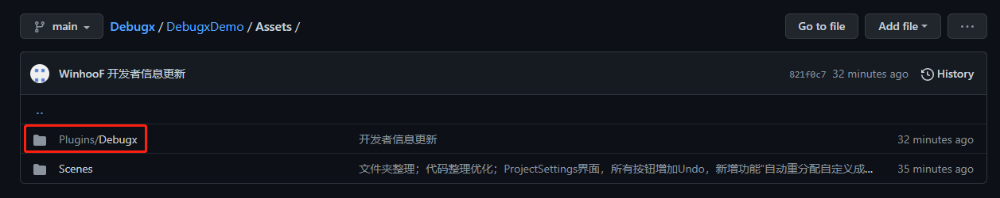 main Debugx / DebugxDemo / Assets / Go to file Add file ...
WinhooF 开发者信息更新 821f0c7 32 minutes ago History
..
Plugins/Debugx 开发者信息更新 32 minutes ago
Scenes 文件夹整理；代码整理优化；ProjectSettings界面，所有按钮增加Undo，新增功能“自动重分配自定义成... 35 minutes ago